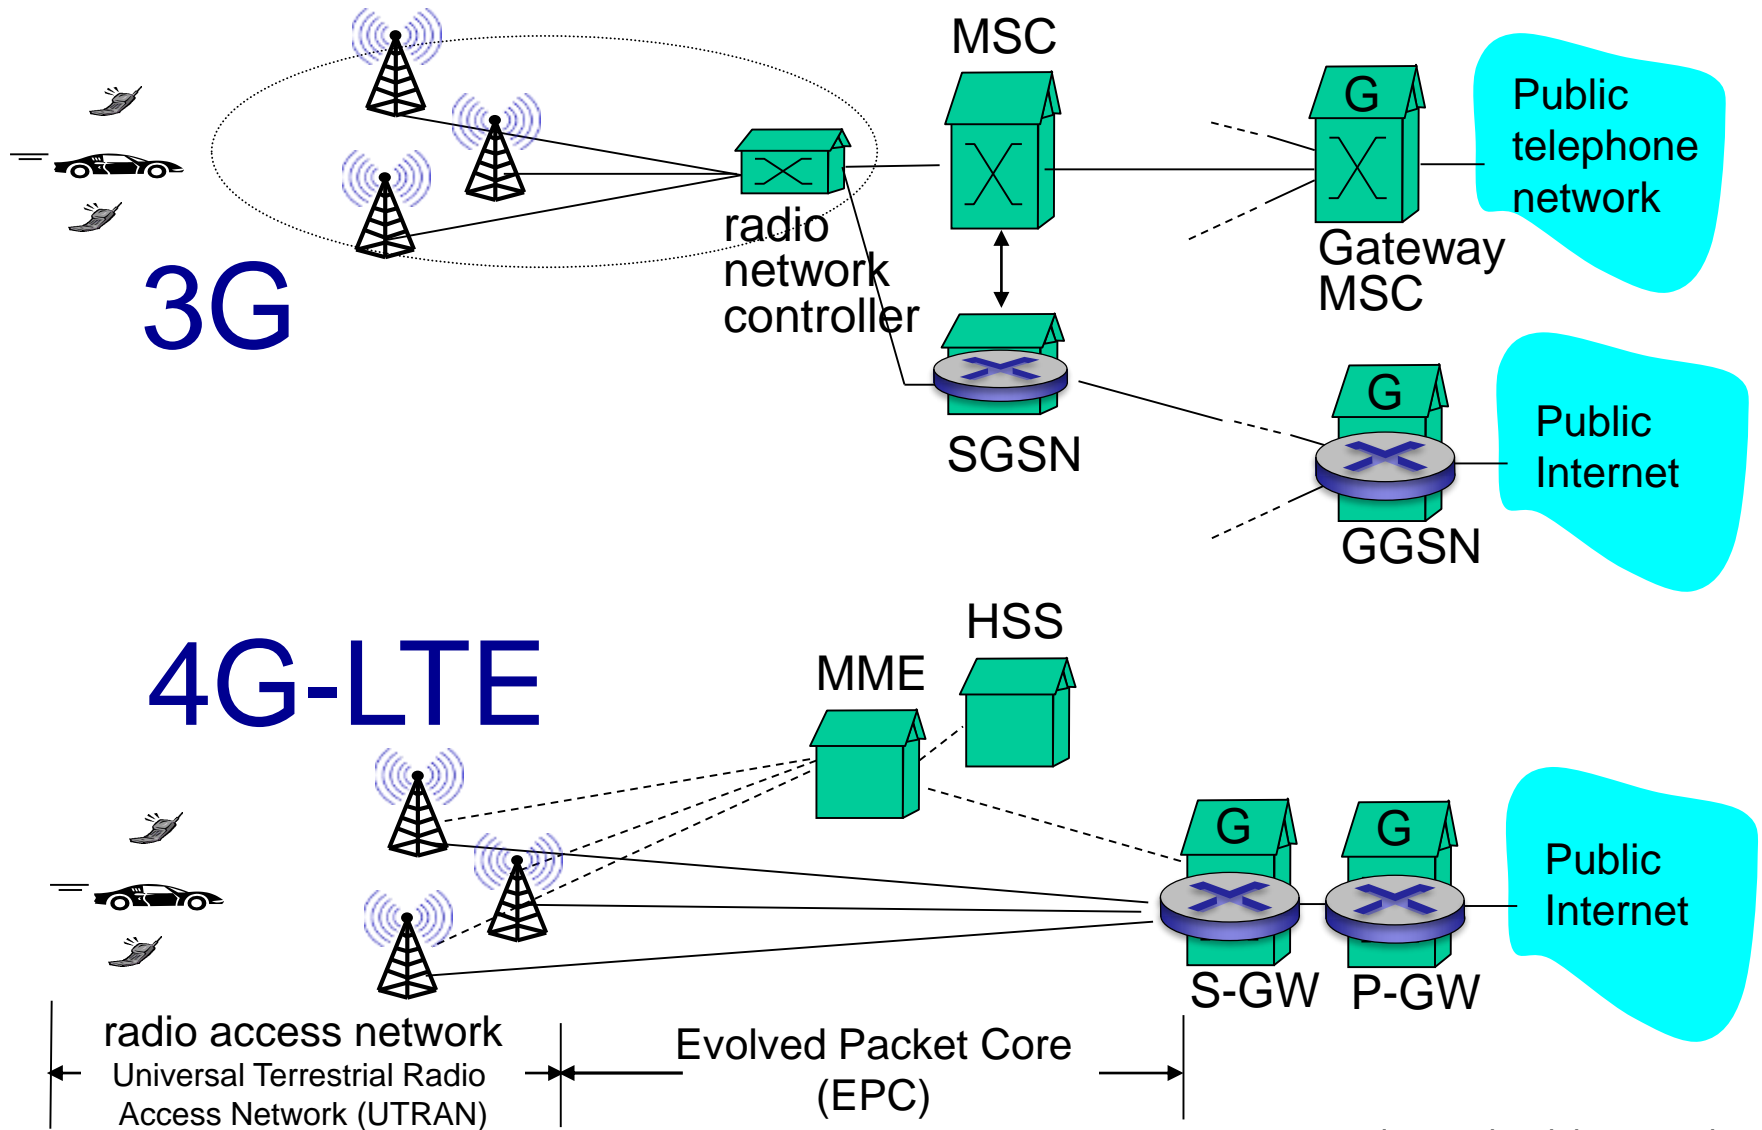 MSC
G
Public
telephone
network
radio
network
controller
Gateway
MSC
3G
SGSN
G
Public
Internet
GGSN
HSS
MME
4G-LTE
G
G
Public
Internet
S-GW
P-GW
radio access network
Universal Terrestrial Radio
Access Network (UTRAN)
Evolved Packet Core
(EPC)